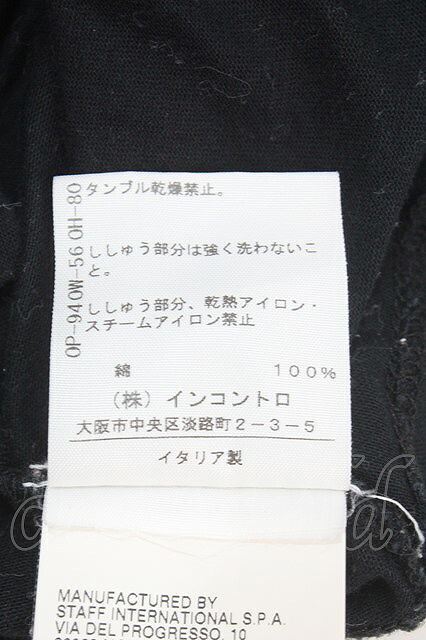 タンブル乾燥禁止。
ししゅう部分は強く洗わないこ
と。
ししゅう部分、乾熱アイロン・
スチームアイロン禁止
OP-940W-56 OH-80
綿 100%
(株) インコントロ
大阪市中央区淡路町2-3-5
イタリア製
MANUFACTURED BY
STAFF INTERNATIONAL S.P.A.
VIA DEL PROGRESSO, 10